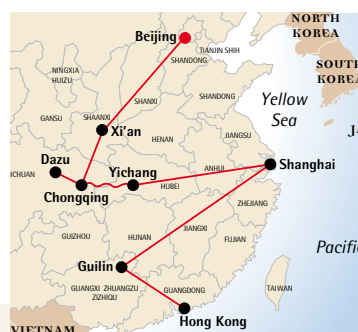 NORTH
KOREA
Beijing
TIANJIN SHIH
SHANDONG
SOUTH
KOREA
NINGXIA
HUIZU
SHANXI
SHANDONG
Yellow
Sea
GANSU
SHAANXI
Xi'an
HENAN
JIANGSU
JA
Dazu
Yichang
ANHUI
Shanghai
ICHUAN
Chongqing
HUBEI
ZHEJIANG
GUIZHOU
HUNAN
JIANGXI
FUJIAN
Pacific
Guilin
GUANGXI ZHUANGZU
ZIZHIQU
GUANGDONG
TAIWAN
Hong Kong
VIETNAM